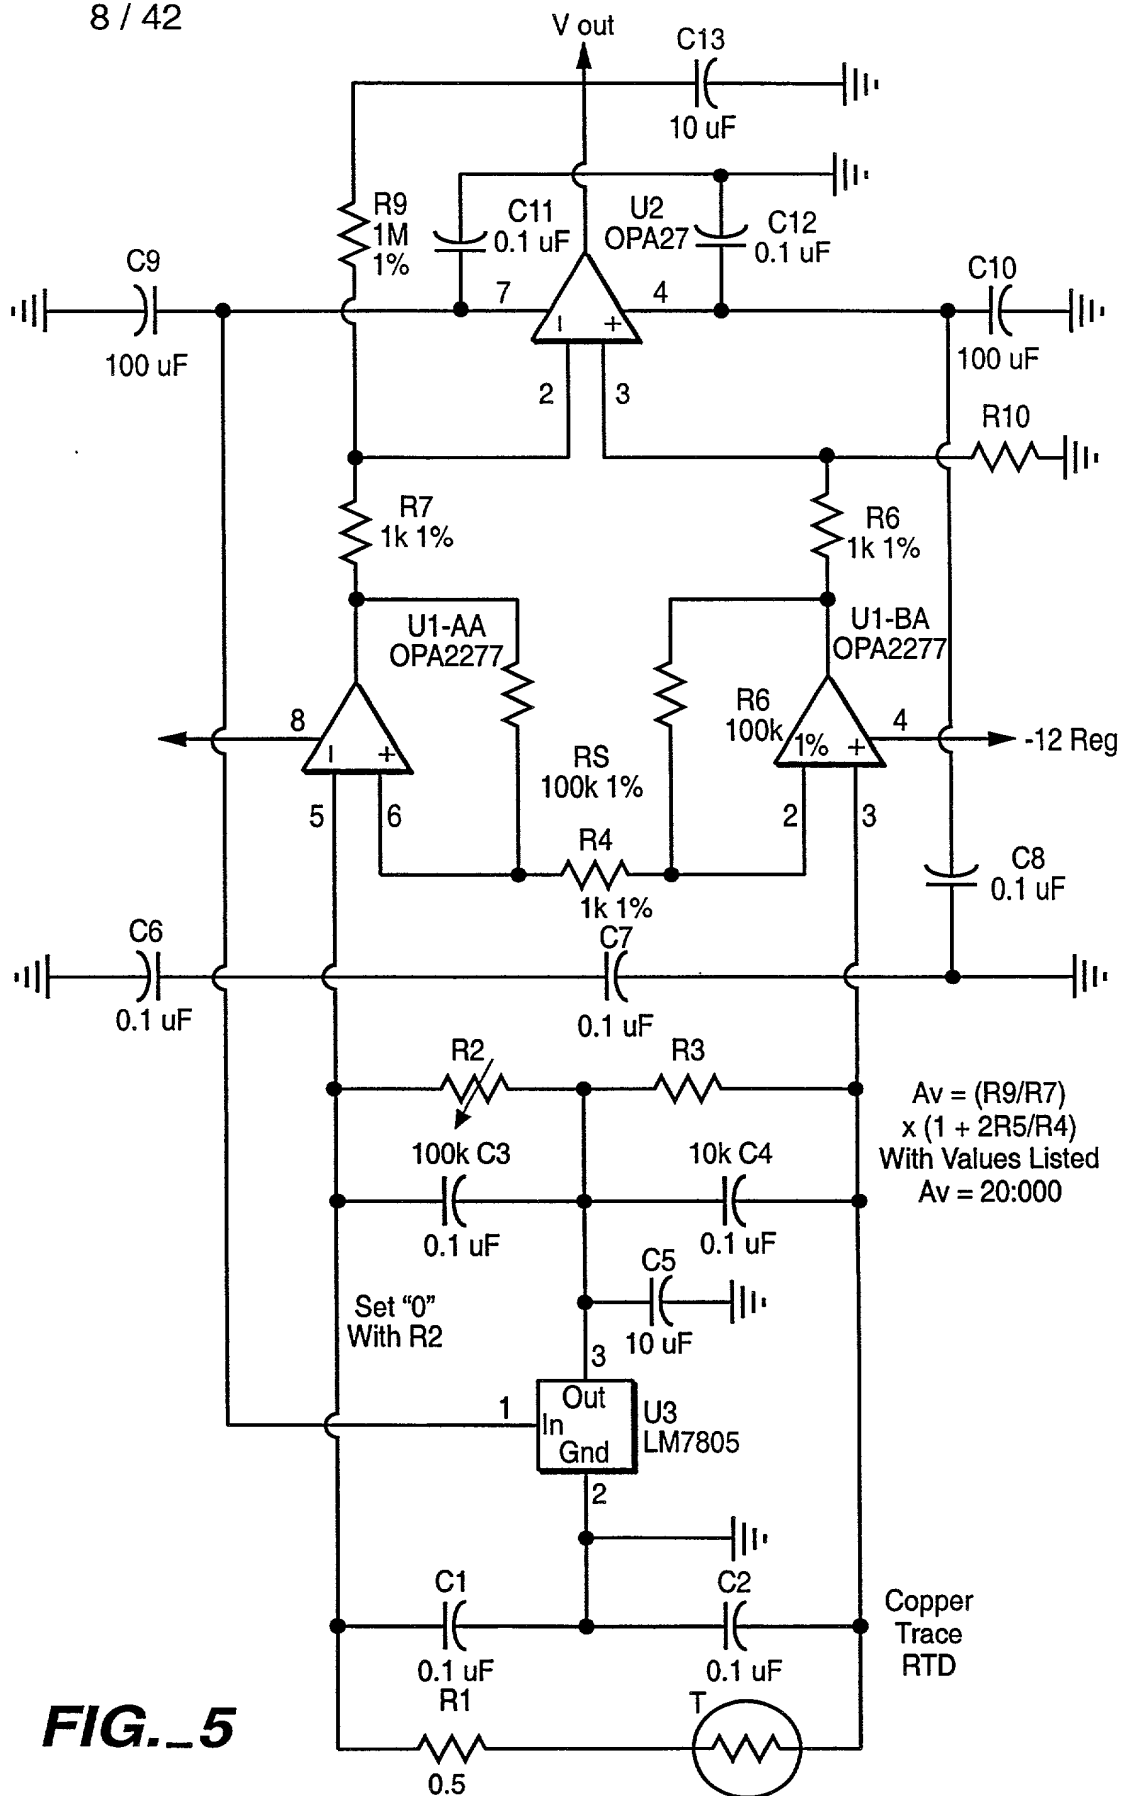 8 / 42
V out
C13
10 uF
R9
1M
1%
C11
0.1 uF
U2
OPA27
C12
0.1 uF
C9
100 uF
7
4
C10
100 uF
2
3
R10
R7
1k 1%
R6
1k 1%
U1-AA
OPA2277
U1-BA
OPA2277
8
R6
100k 1%
4
-12 Reg
RS
100k 1%
5
6
2
3
R4
1k 1%
C8
0.1 uF
C6
0.1 uF
C7
0.1 uF
R2
R3
100k C3
0.1 uF
10k C4
0.1 uF
Av = (R9/R7)
x (1 + 2R5/R4)
With Values Listed
Av = 20:000
C5
10 uF
Set "0"
With R2
3
1
Out
In
Gnd
U3
LM7805
2
C1
0.1 uF
C2
0.1 uF
Copper
Trace
RTD
R1
0.5
T
FIG._5